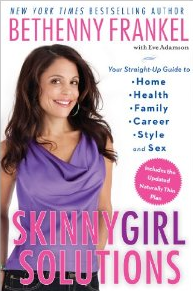 NEW YORK TIMES BESTSELLING AUTHOR
BETHENNY FRANKEL
with Eve Adamson
Your Straight-Up Guide to
• Home
• Health
• Family
• Career
• Style
and Sex
Includes the
Updated
Naturally Thin
Plan
SKINNYGIRL
SOLUTIONS